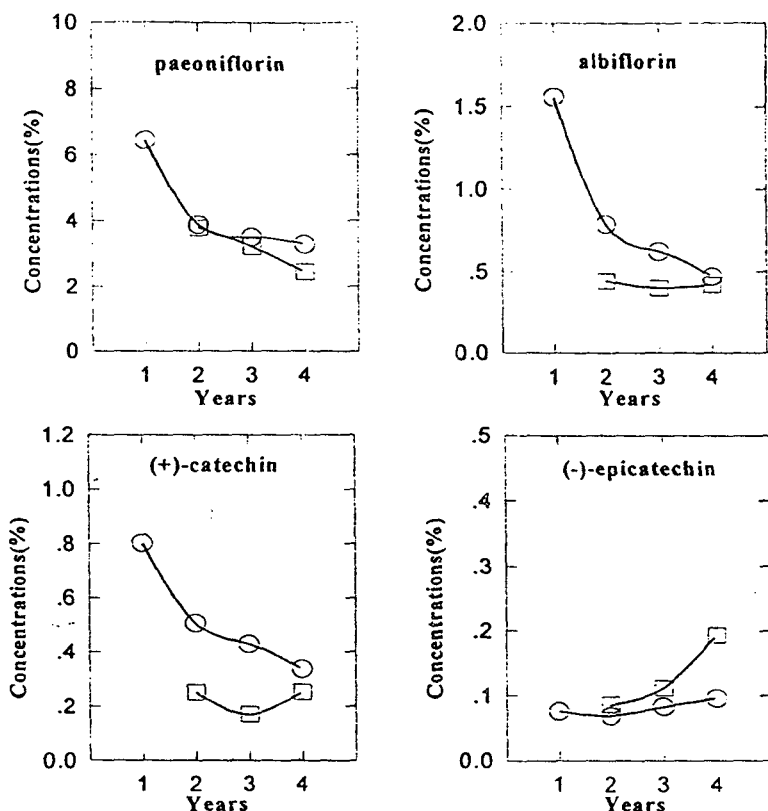 paeoniflorin
Concentrations(%)
10
8
6
4
2
0
1 2 3 4
Years
albiflorin
Concentrations(%)
2.0
1.5
1.0
.5
0.0
1 2 3 4
Years
(+)-catechin
Concentrations(%)
1.2
1.0
.8
.6
.4
.2
0.0
1 2 3 4
Years
(-)-epicatechin
Concentrations(%)
.5
.4
.3
.2
.1
0.0
1 2 3 4
Years